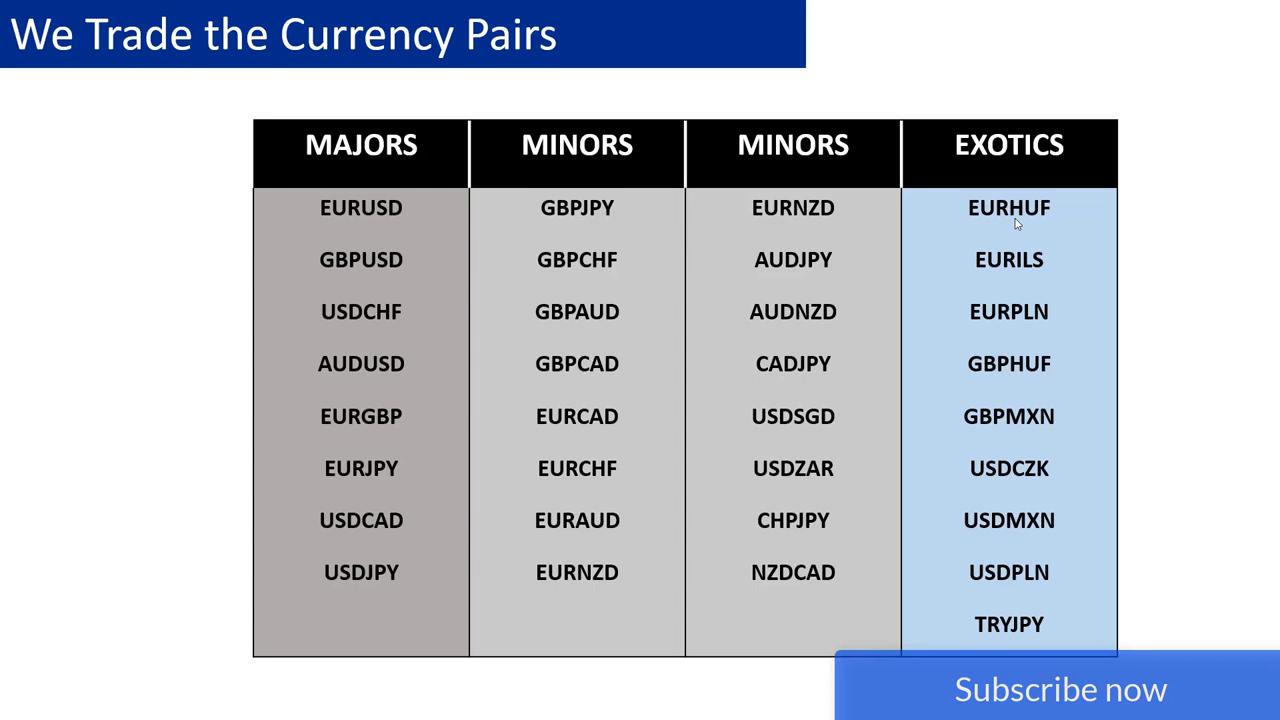 We Trade the Currency Pairs
MAJORS MINORS MINORS EXOTICS
EURUSD GBPJPY EURNZD EURHUF
GBPUSD GBPCHF AUDJPY EURILS
USDCHF GBPAUD AUDNZD EURPLN
AUDUSD GBPCAD CADJPY GBPHUF
EURGBP EURCAD USDSGD GBPMXN
EURJPY EURCHF USDZAR USDCZK
USDCAD EURAUD CHPJPY USDMXN
USDJPY EURNZD NZDCAD USDPLN
TRYJPY
Subscribe now